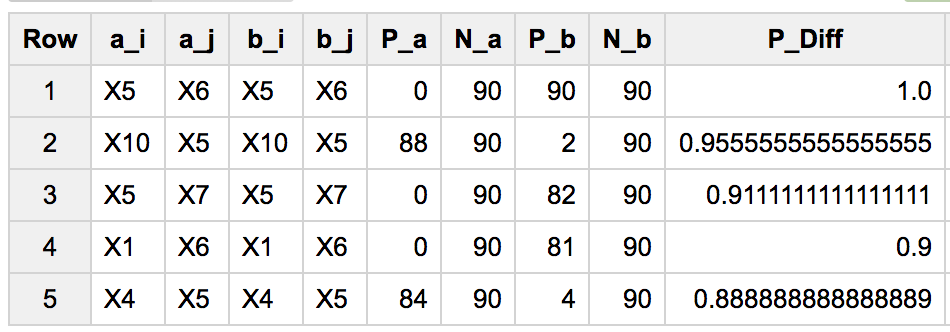 Row a_i a_j b_i b_j P_a N_a P_b N_b P_Diff
1 X5 X6 X5 X6 0 90 90 90 1.0
2 X10 X5 X10 X5 88 90 2 90 0.9555555555555555
3 X5 X7 X5 X7 0 90 82 90 0.9111111111111111
4 X1 X6 X1 X6 0 90 81 90 0.9
5 X4 X5 X4 X5 84 90 4 90 0.888888888888889